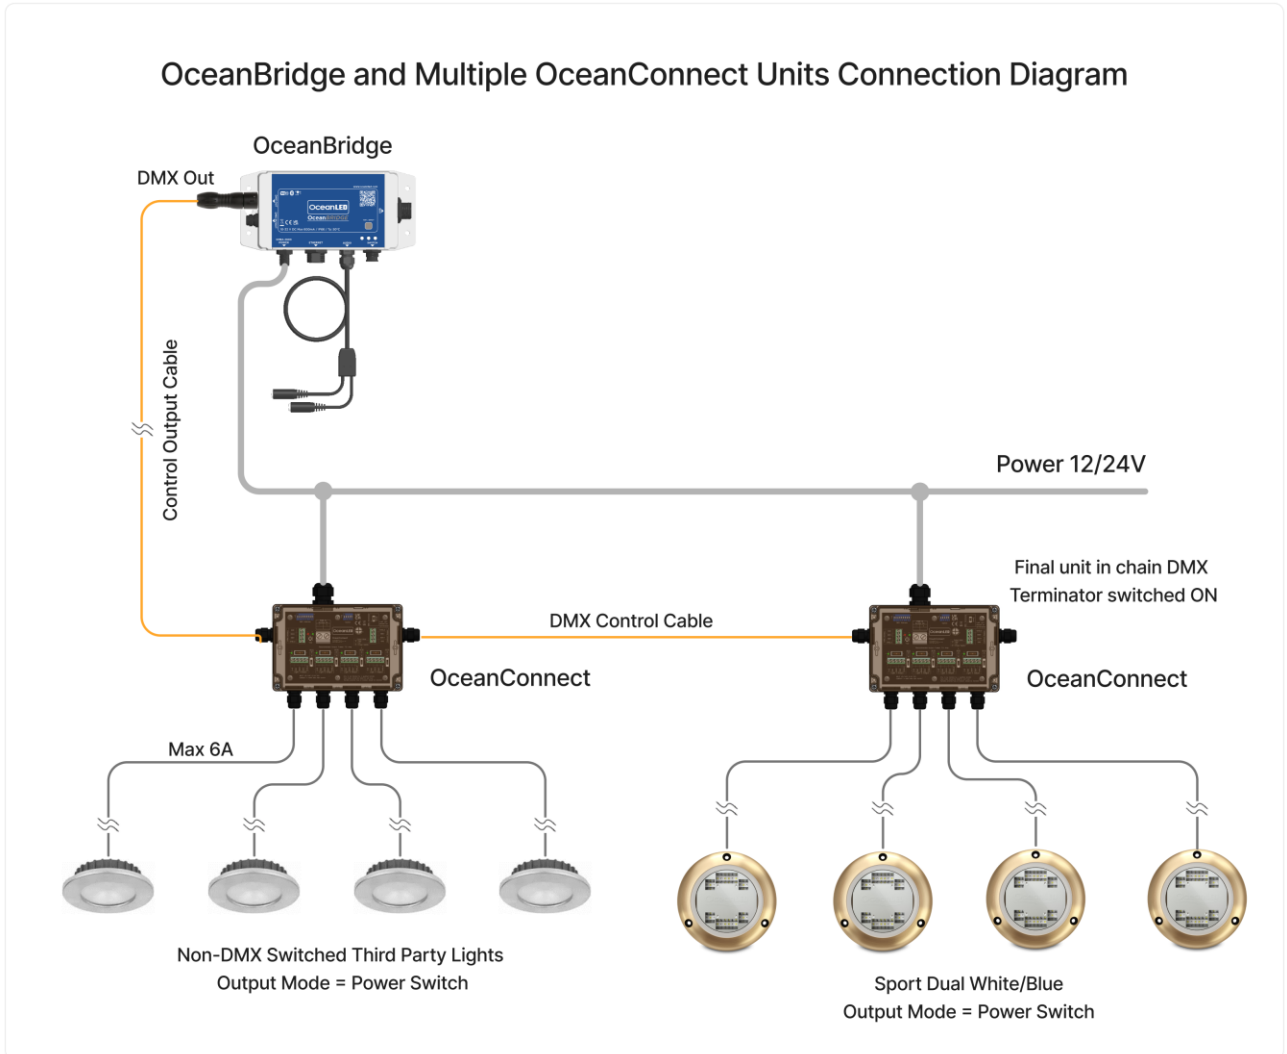 OceanBridge and Multiple OceanConnect Units Connection Diagram
OceanBridge
DMX Out
OceanLED
OceanBRIDGE
Control Output Cable
Power 12/24V
Final unit in chain DMX
Terminator switched ON
DMX Control Cable
OceanConnect
OceanConnect
Max 6A
Non-DMX Switched Third Party Lights
Output Mode = Power Switch
Sport Dual White/Blue
Output Mode = Power Switch